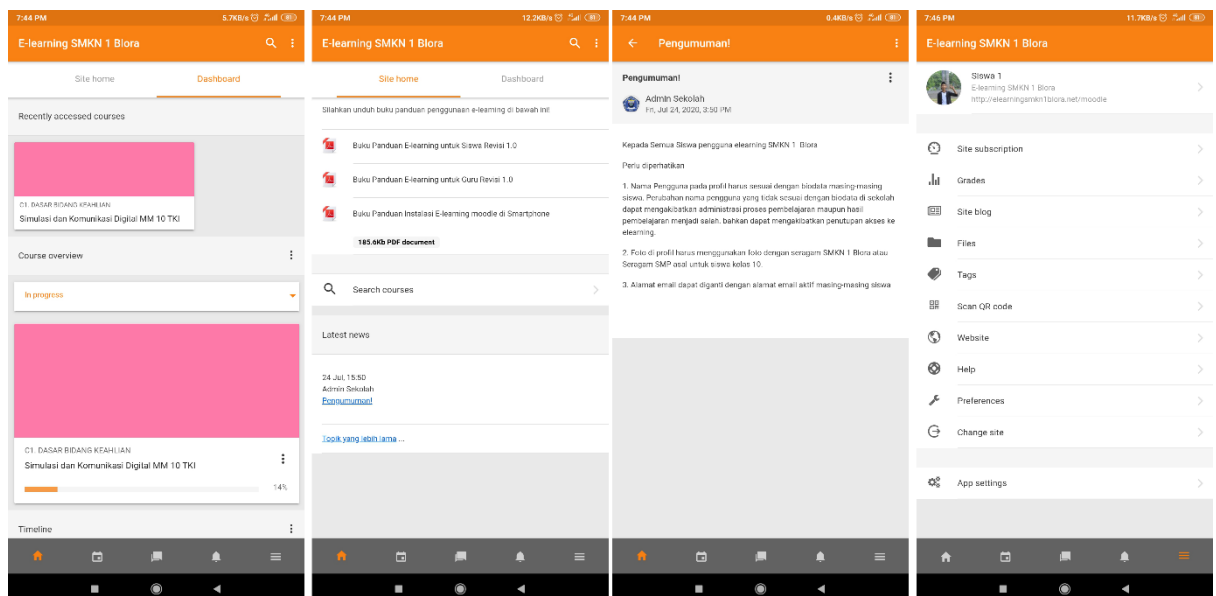 7:44 PM 5.7KB/s
E-learning SMKN 1 Blora
Site home Dashboard
Recently accessed courses
C1. DASAR BIDANG KEAHLIAN
Simulasi dan Komunikasi Digital MM 10 TKI
Course overview
In progress
C1. DASAR BIDANG KEAHLIAN
Simulasi dan Komunikasi Digital MM 10 TKI
14%
Timeline
7:44 PM 12.2KB/s
E-learning SMKN 1 Blora
Site home Dashboard
Silahkan unduh buku panduan penggunaan e-learning di bawah ini!
Buku Panduan E-learning untuk Siswa Revisi 1.0
Buku Panduan E-learning untuk Guru Revisi 1.0
Buku Panduan Instalasi E-learning moodle di Smartphone
185.6Kb PDF document
Search courses
Latest news
24 Jul, 15:50
Admin Sekolah
Pengumuman!
Topik yang lebih lama ...
7:44 PM 0.4KB/s
Pengumuman!
Pengumuman!
Admin Sekolah
Fri, Jul 24, 2020, 3:50 PM
Kepada Semua Siswa pengguna elearning SMKN 1 Blora
Perlu diperhatikan
1. Nama Pengguna pada profil harus sesuai dengan biodata masing-masing
siswa. Perubahan nama pengguna yang tidak sesuai dengan biodata di sekolah
dapat mengakibatkan administrasi proses pembelajaran maupun hasil
pembelajaran menjadi salah. bahkan dapat mengakibatkan penutupan akses ke
elearning.
2. Foto di profil harus menggunakan foto dengan seragam SMKN 1 Blora atau
Seragam SMP asal untuk siswa kelas 10.
3. Alamat email dapat diganti dengan alamat email aktif masing-masing siswa
7:46 PM 11.7KB/s
E-learning SMKN 1 Blora
Siswa 1
E-learning SMKN 1 Blora
http://elearningsmkn1blora.net/moodle
Site subscription
Grades
Site blog
Files
Tags
Scan QR code
Website
Help
Preferences
Change site
App settings